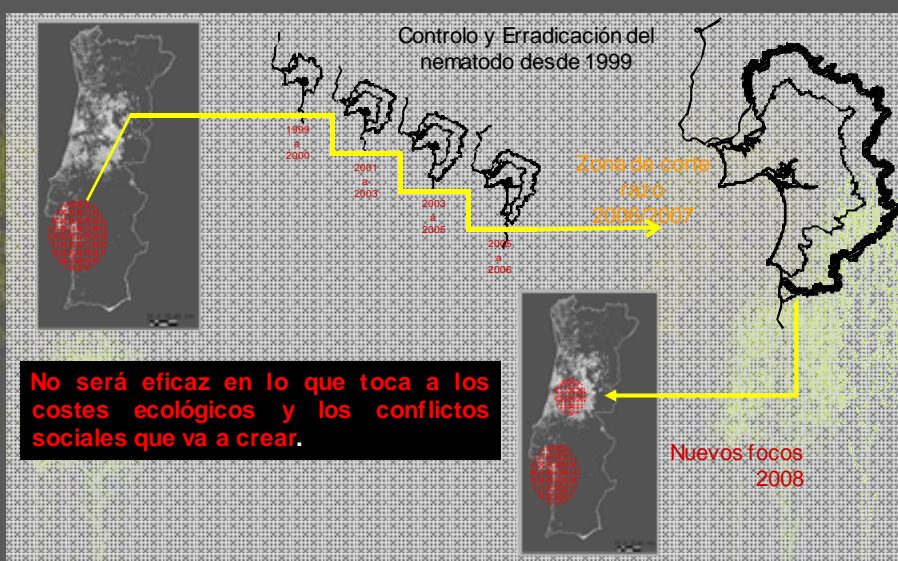 Controlo y Erradicación del
nematodo desde 1999
1999
a
2000
2001
a
2003
2003
a
2005
2005
a
2006
Zona de corte
razo
2006/2007
No será eficaz en lo que toca a los
costes ecológicos y los conflictos
sociales que va a crear.
Nuevos focos
2008